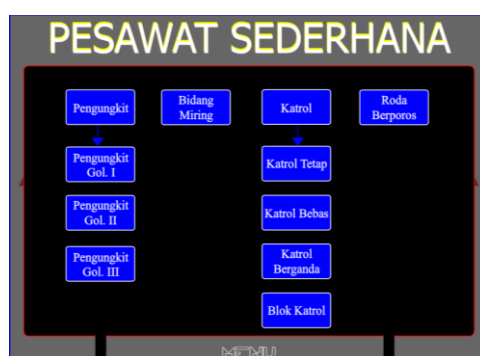 PESAWAT SEDERHANA
Pengungkit
Bidang
Miring
Katrol
Roda
Berporos
Pengungkit
Gol. I
Katrol Tetap
Pengungkit
Gol. II
Katrol Bebas
Pengungkit
Gol. III
Katrol
Berganda
Blok Katrol
MENU